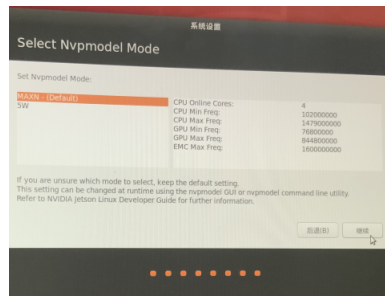 系统设置
Select Nvpmodel Mode
Set Nvpmodel Mode:
MAXN - (Default)
5W
CPU Online Cores: 4
CPU Min Freq: 102000000
CPU Max Freq: 1479000000
GPU Min Freq: 76800000
GPU Max Freq: 844800000
EMC Max Freq: 1600000000
If you are unsure which mode to select, keep the default setting.
This setting can be changed at runtime using the nvpmodel GUI or nvpmodel command line utility.
Refer to NVIDIA Jetson Linux Developer Guide for further information.
后退(B) 继续